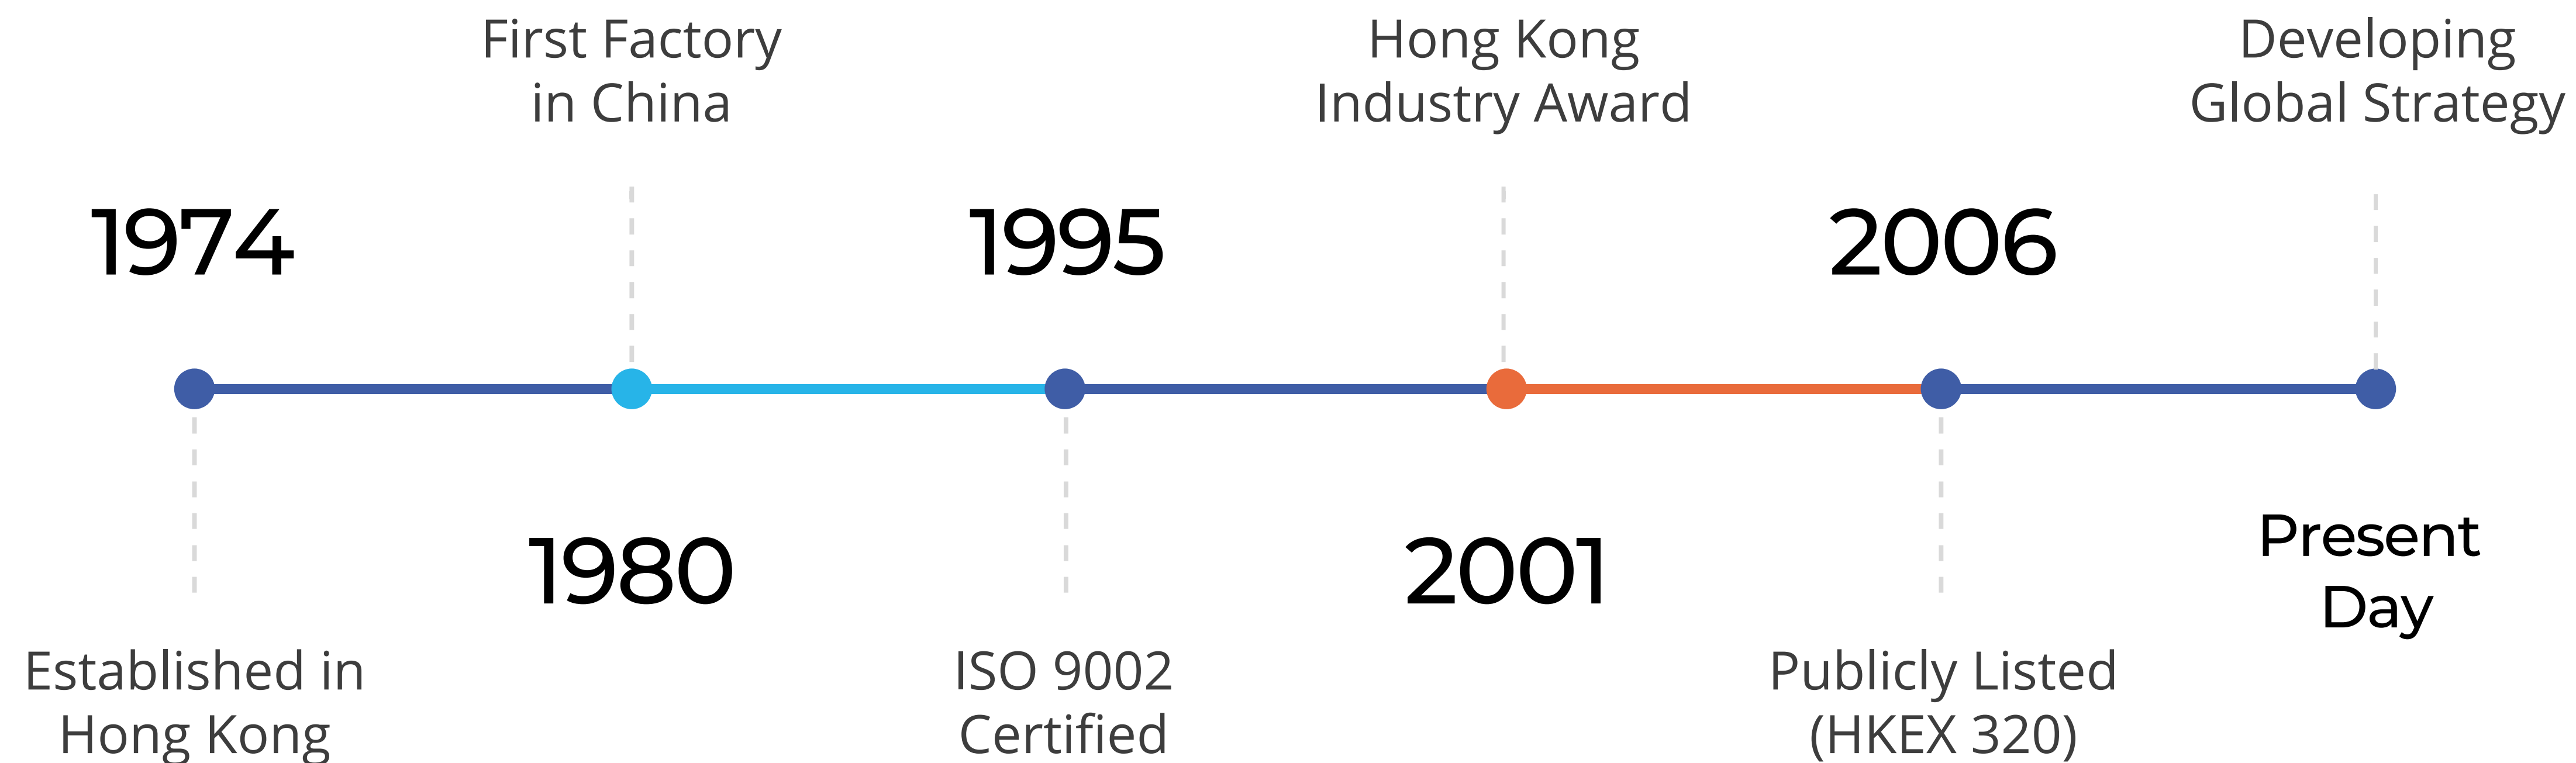 1974
Established in
Hong Kong
First Factory
in China
1980
1995
ISO 9002
Certified
Hong Kong
Industry Award
2001
2006
Publicly Listed
(HKEX 320)
Developing
Global Strategy
Present
Day